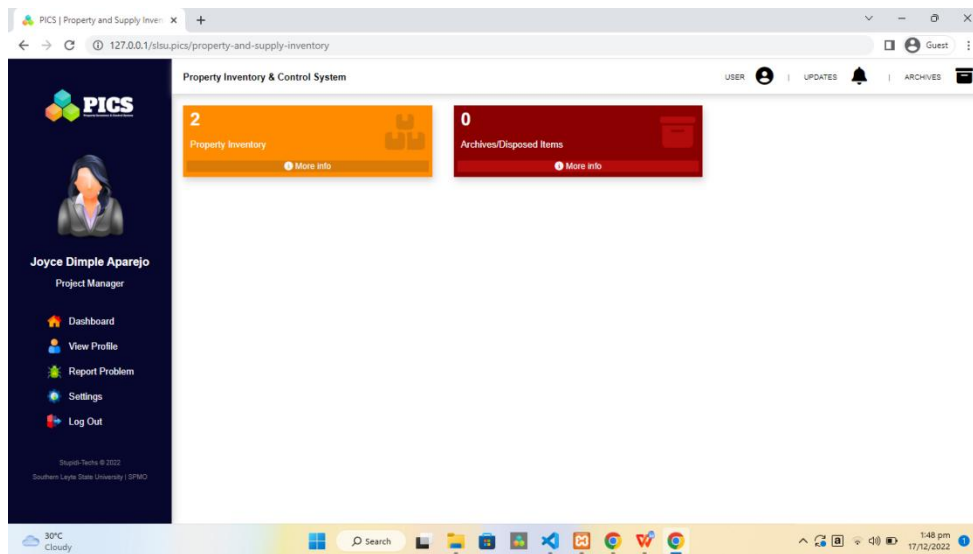 PICS | Property and Supply Inven
127.0.0.1/slsu.pics/property-and-supply-inventory
Guest
PICS
Property Inventory & Control System
USER | UPDATES | ARCHIVES
2
Property Inventory
More info
0
Archives/Disposed Items
More info
Joyce Dimple Aparejo
Project Manager
Dashboard
View Profile
Report Problem
Settings
Log Out
Stupidi-Techs © 2022
Southern Leyte State University | SPMO
30°C
Cloudy
Search
1:48 pm
17/12/2022
1